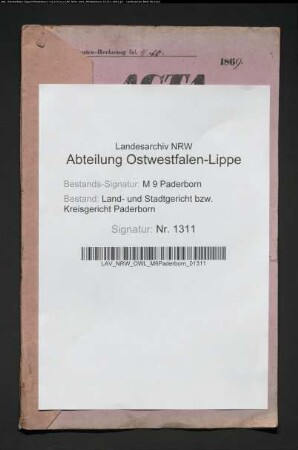 1869.
ACTA
Landesarchiv NRW
Abteilung Ostwestfalen-Lippe
Bestands-Signatur: M 9 Paderborn
Bestand: Land- und Stadtgericht bzw.
Kreisgericht Paderborn
Signatur: Nr. 1311
LAV_NRW_OWL_M9Paderborn_01311